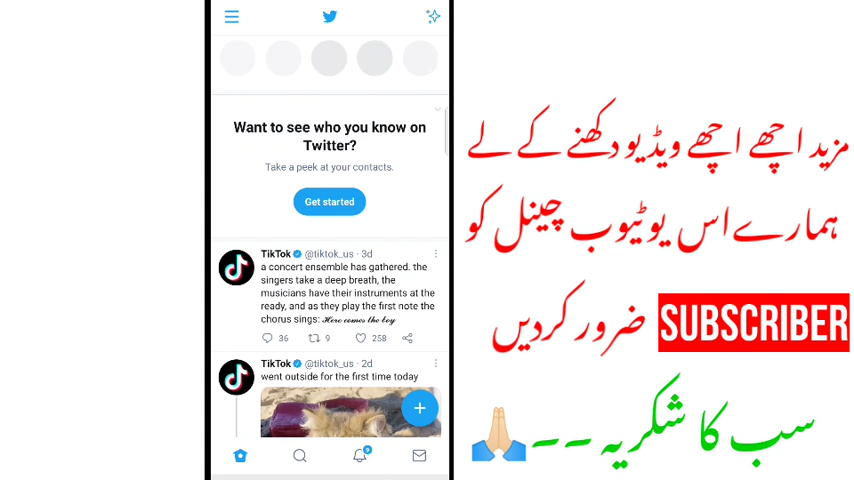 Want to see who you know on
Twitter?
Take a peek at your contacts.
Get started
TikTok @tiktok_us · 3d
a concert ensemble has gathered. the
singers take a deep breath, the
musicians have their instruments at the
ready, and as they play the first note the
chorus sings: 𝓗𝓮𝓻𝓮 𝓬𝓸𝓶𝓮𝓼 𝓽𝓱𝓮 𝓫𝓸𝔂
36 9 258
TikTok @tiktok_us · 2d
went outside for the first time today
9
مزید اچھے اچھے ویڈیو دکھنے کے لے
ہمارے اس یوٹیوب چینل کو
SUBSCRIBER ضرور کردیں
سب کا شکریہ --